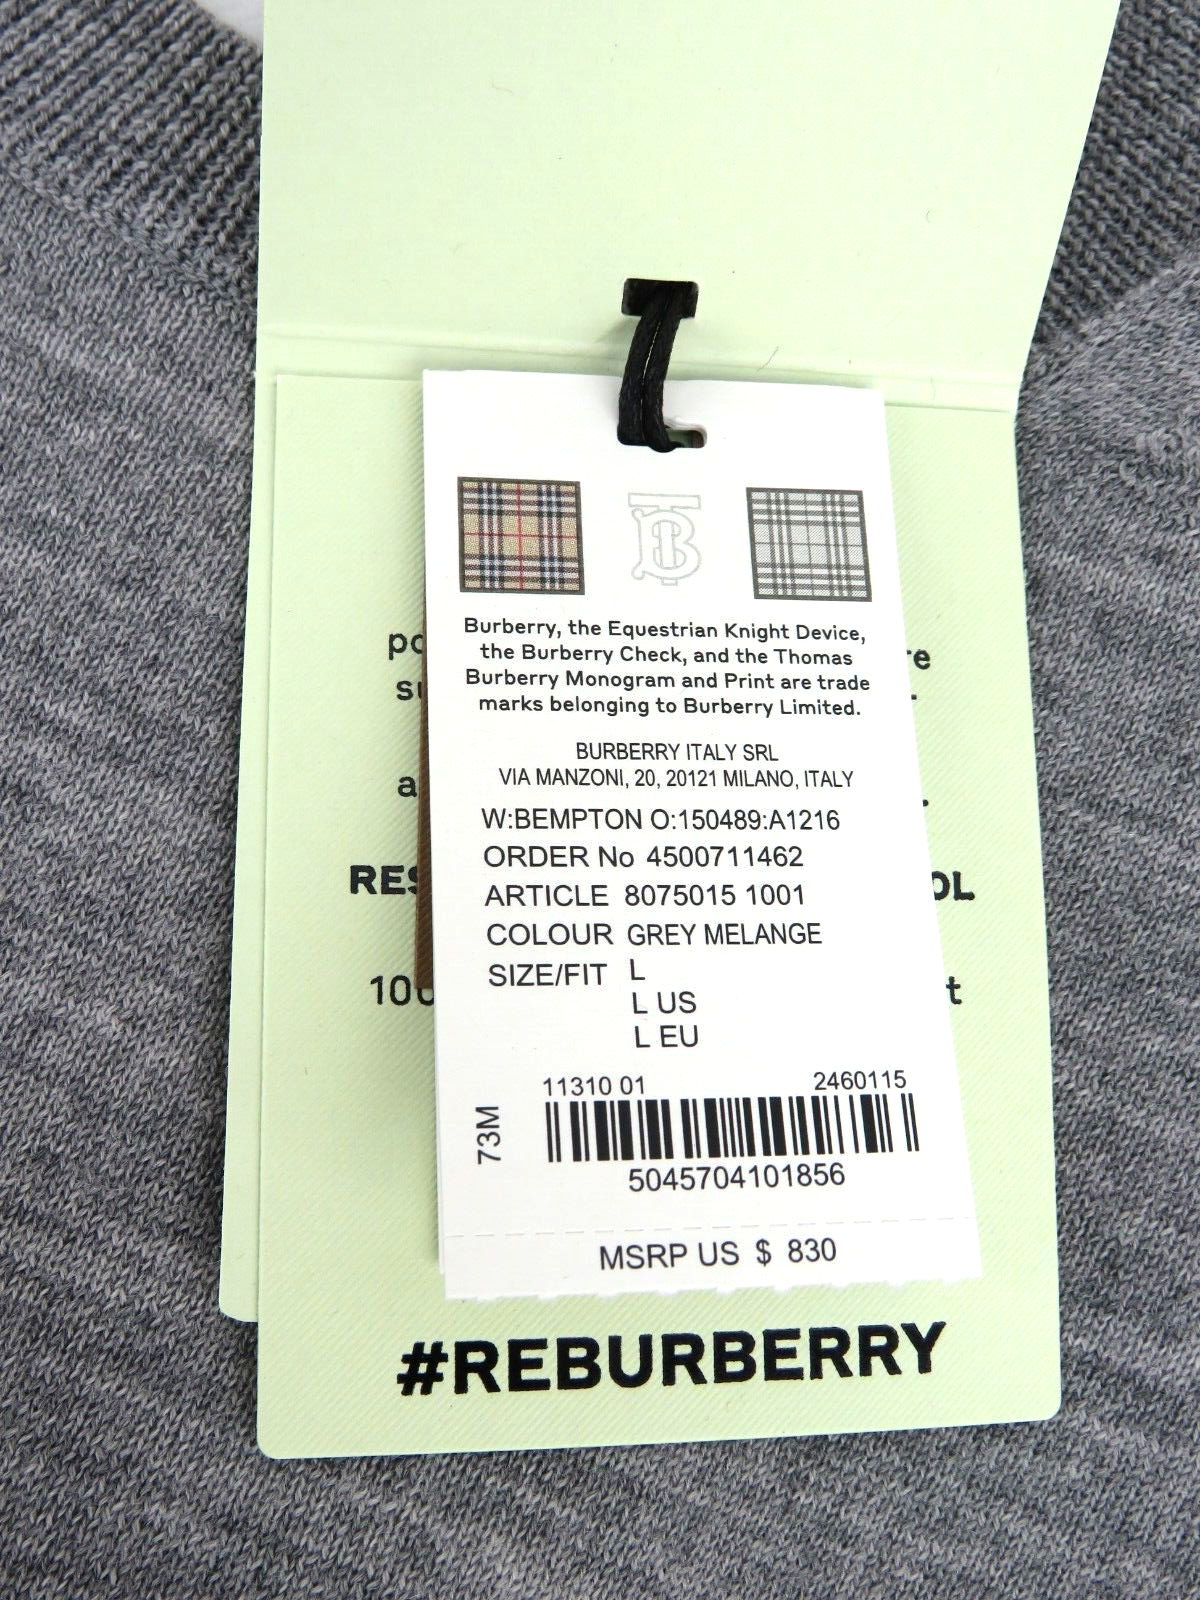 Burberry, the Equestrian Knight Device,
the Burberry Check, and the Thomas
Burberry Monogram and Print are trade
marks belonging to Burberry Limited.
BURBERRY ITALY SRL
VIA MANZONI, 20, 20121 MILANO, ITALY
W:BEMPTON O:150489:A1216
ORDER No 4500711462
ARTICLE 8075015 1001
COLOUR GREY MELANGE
SIZE/FIT L
L US
L EU
11310 01 2460115
73M
5045704101856
MSRP US $ 830
#REBURBERRY